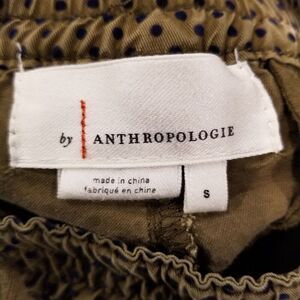 by ANTHROPOLOGIE
made in china
fabriqué en chine
S